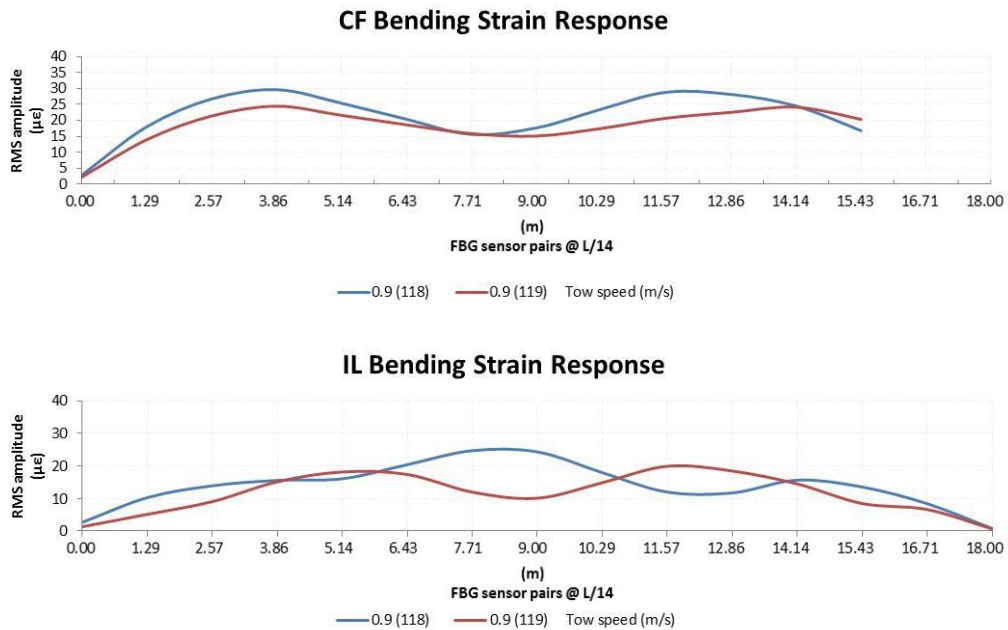 CF Bending Strain Response
RMS amplitude
(με)
40
35
30
25
20
15
10
5
0
0.00 1.29 2.57 3.86 5.14 6.43 7.71 9.00 10.29 11.57 12.86 14.14 15.43 16.71 18.00
(m)
FBG sensor pairs @ L/14
0.9 (118) 0.9 (119) Tow speed (m/s)
IL Bending Strain Response
RMS amplitude
(με)
40
30
20
10
0
0.00 1.29 2.57 3.86 5.14 6.43 7.71 9.00 10.29 11.57 12.86 14.14 15.43 16.71 18.00
(m)
FBG sensor pairs @ L/14
0.9 (118) 0.9 (119) Tow speed (m/s)